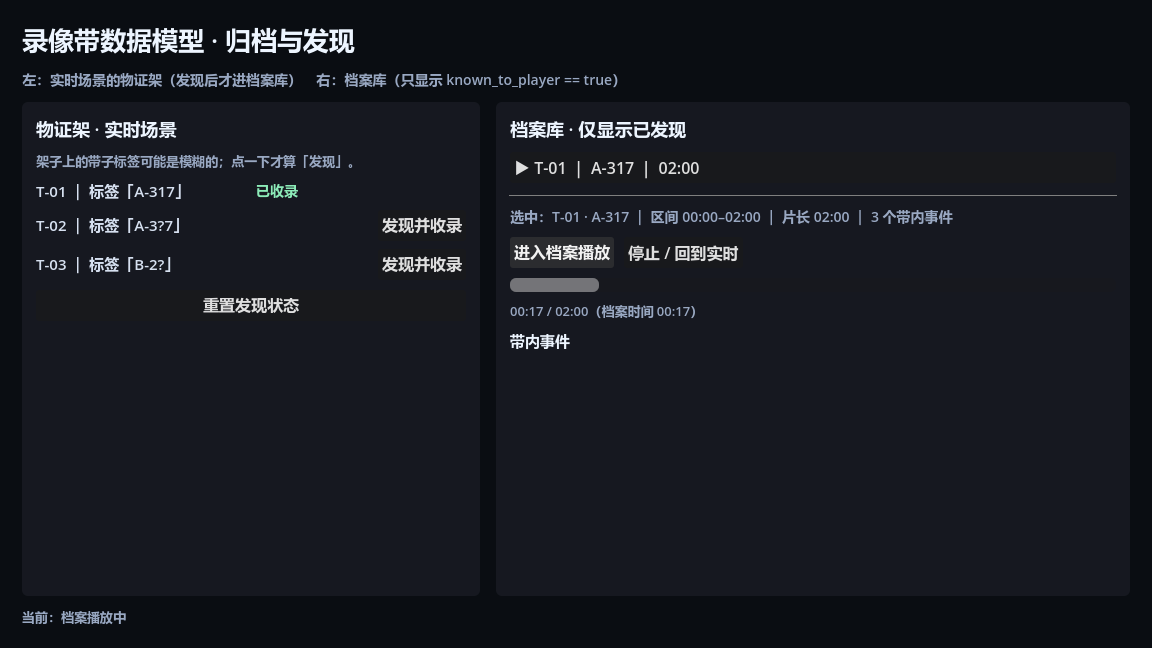 录像带数据模型 · 归档与发现
左：实时场景的物证架（发现后才进档案库）　右：档案库（只显示 known_to_player == true）
物证架 · 实时场景
架子上的带子标签可能是模糊的；点一下才算「发现」。
T-01 ｜ 标签「A-317」 已收录
T-02 ｜ 标签「A-3?7」 发现并收录
T-03 ｜ 标签「B-2?」 发现并收录
重置发现状态
档案库 · 仅显示已发现
▶ T-01 ｜ A-317 ｜ 02:00
选中：T-01 · A-317 ｜ 区间 00:00–02:00 ｜ 片长 02:00 ｜ 3 个带内事件
进入档案播放 停止 / 回到实时
00:17 / 02:00（档案时间 00:17）
带内事件
当前：档案播放中